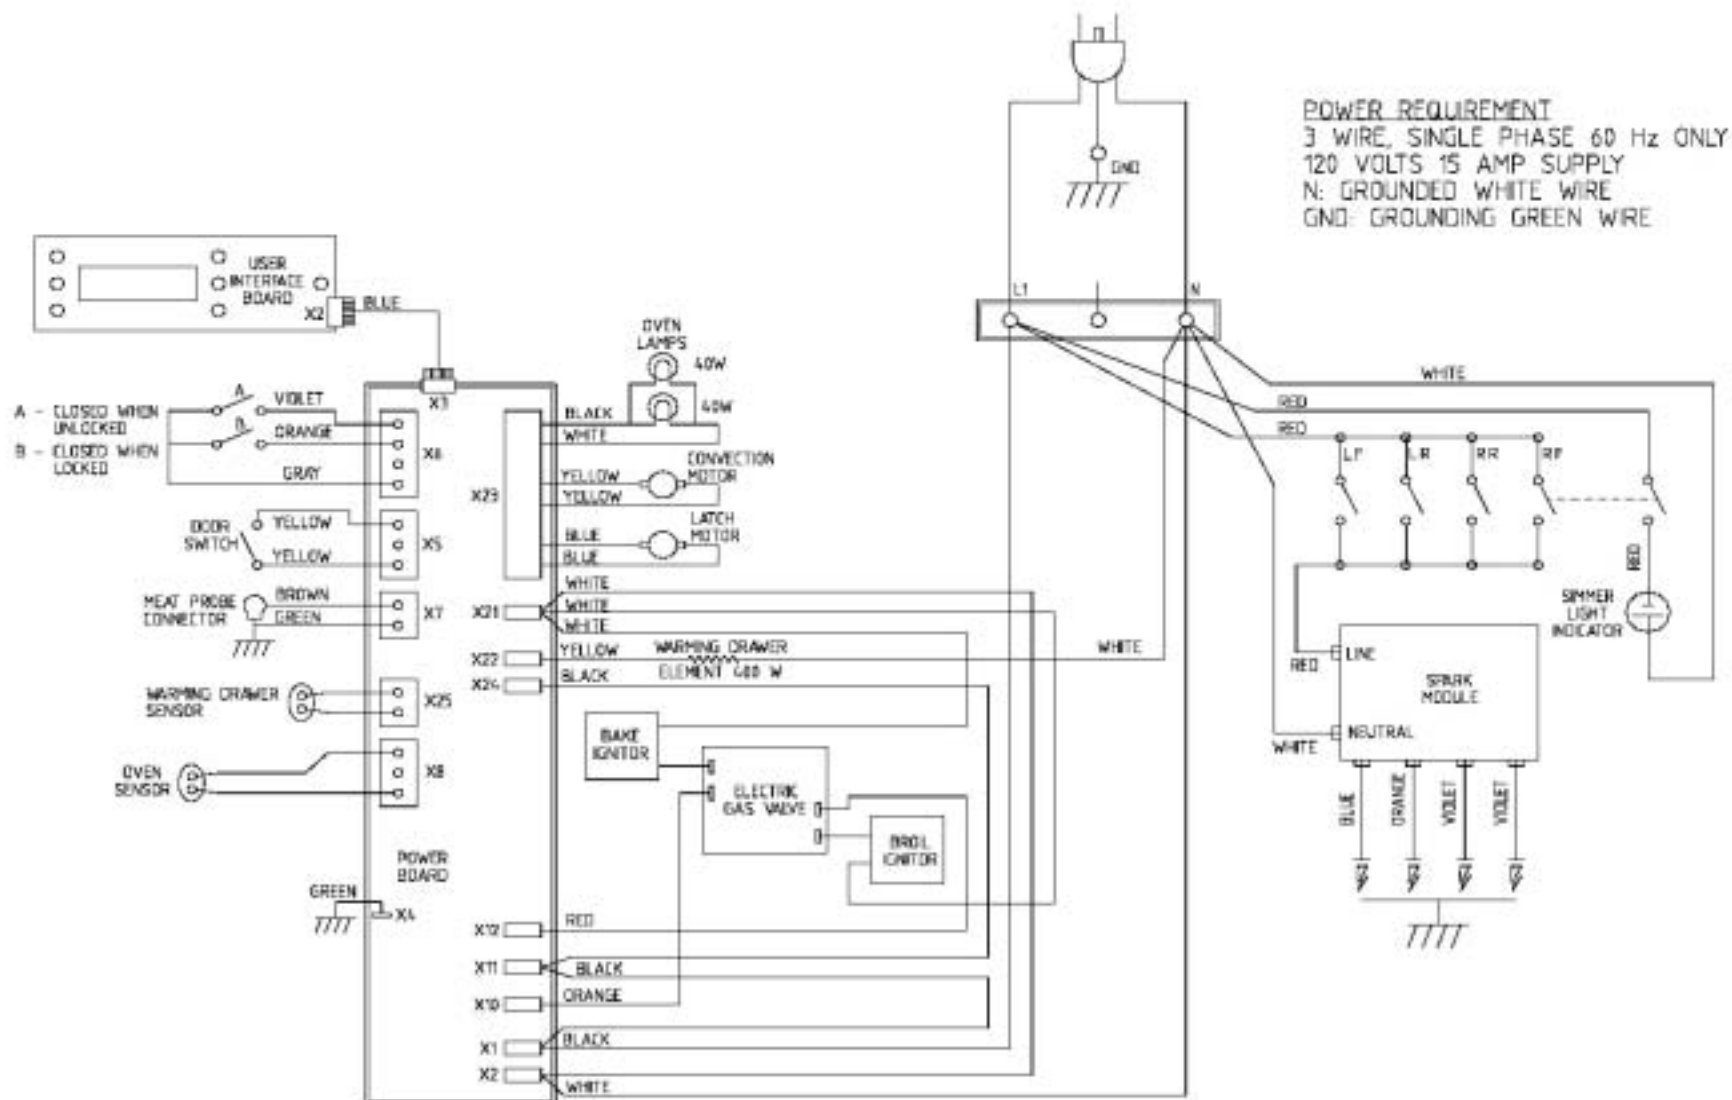 POWER REQUIREMENT
3 WIRE, SINGLE PHASE 60 Hz ONLY
120 VOLTS 15 AMP SUPPLY
N: GROUNDED WHITE WIRE
GND: GROUNDING GREEN WIRE
GND
L1
N
USER
INTERFACE
BOARD
X2
BLUE
X3
OVEN
LAMPS
40W
40W
A - CLOSED WHEN
UNLOCKED
B - CLOSED WHEN
LOCKED
A
VIOLET
B
ORANGE
GRAY
X6
DOOR
SWITCH
YELLOW
YELLOW
X5
MEAT PROBE
CONNECTOR
BROWN
GREEN
X7
WARMING DRAWER
SENSOR
X25
OVEN
SENSOR
X8
POWER
BOARD
GREEN
X4
X23
BLACK
WHITE
YELLOW
YELLOW
CONVECTION
MOTOR
BLUE
BLUE
LATCH
MOTOR
X21
WHITE
WHITE
WHITE
X22
YELLOW
WARMING DRAWER
ELEMENT 400 W
WHITE
X24
BLACK
BAKE
IGNITOR
ELECTRIC
GAS VALVE
BROIL
IGNITOR
X12
RED
X11
BLACK
X10
ORANGE
X1
BLACK
X2
WHITE
WHITE
RED
RED
LF
LR
RR
RF
RED
SIMMER
LIGHT
INDICATOR
RED
LINE
SPARK
MODULE
WHITE
NEUTRAL
BLUE
ORANGE
VIOLET
VIOLET